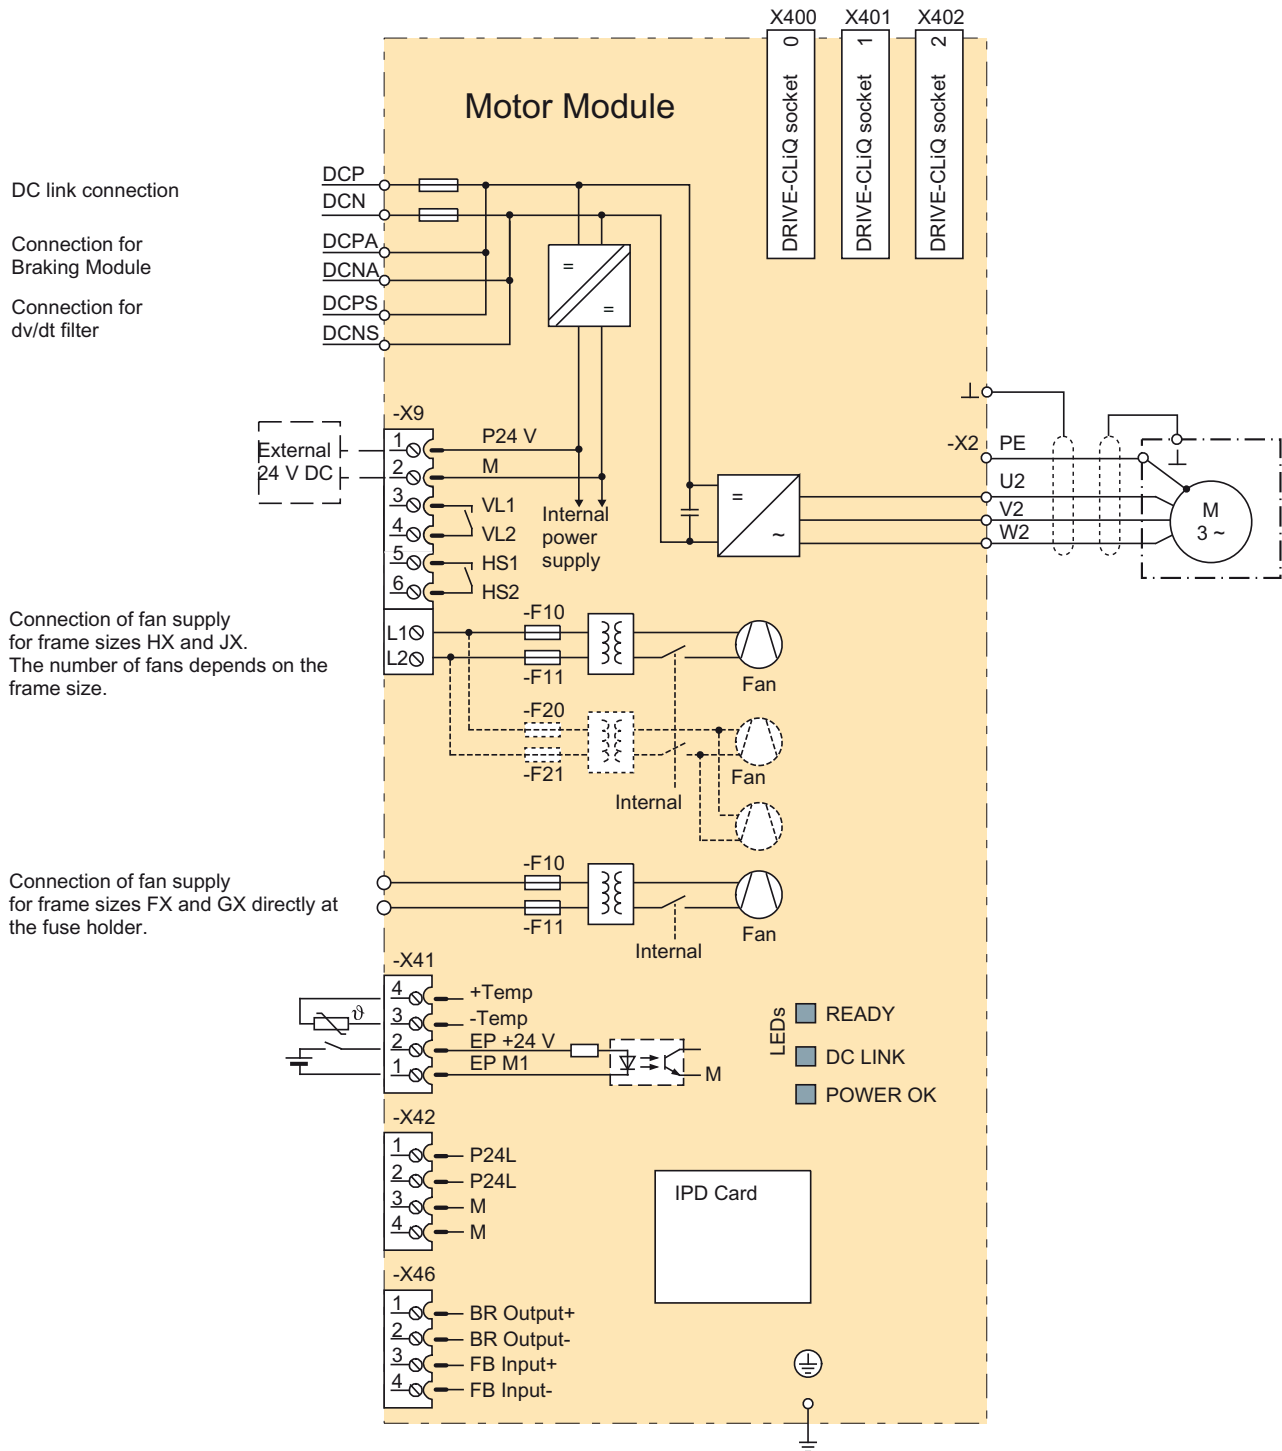 X400 X401 X402
0 1 2
DRIVE-CLiQ socket
DRIVE-CLiQ socket
DRIVE-CLiQ socket
Motor Module
DC link connection
DCP
DCN
Connection for
Braking Module
DCPA
DCNA
Connection for
dv/dt filter
DCPS
DCNS
=
=
-X9
External
24 V DC
1 P24 V
2 M
3 VL1
4 VL2
5 HS1
6 HS2
Internal
power
supply
=
~
-X2 PE
U2
V2
W2
M
3 ~
Connection of fan supply
for frame sizes HX and JX.
The number of fans depends on the
frame size.
L1
L2
-F10
-F11
Fan
-F20
-F21
Fan
Internal
Connection of fan supply
for frame sizes FX and GX directly at
the fuse holder.
-F10
-F11
Fan
Internal
-X41
ϑ
4 +Temp
3 -Temp
2 EP +24 V
1 EP M1
M
LEDs
READY
DC LINK
POWER OK
-X42
1 P24L
2 P24L
3 M
4 M
IPD Card
-X46
1 BR Output+
2 BR Output-
3 FB Input+
4 FB Input-